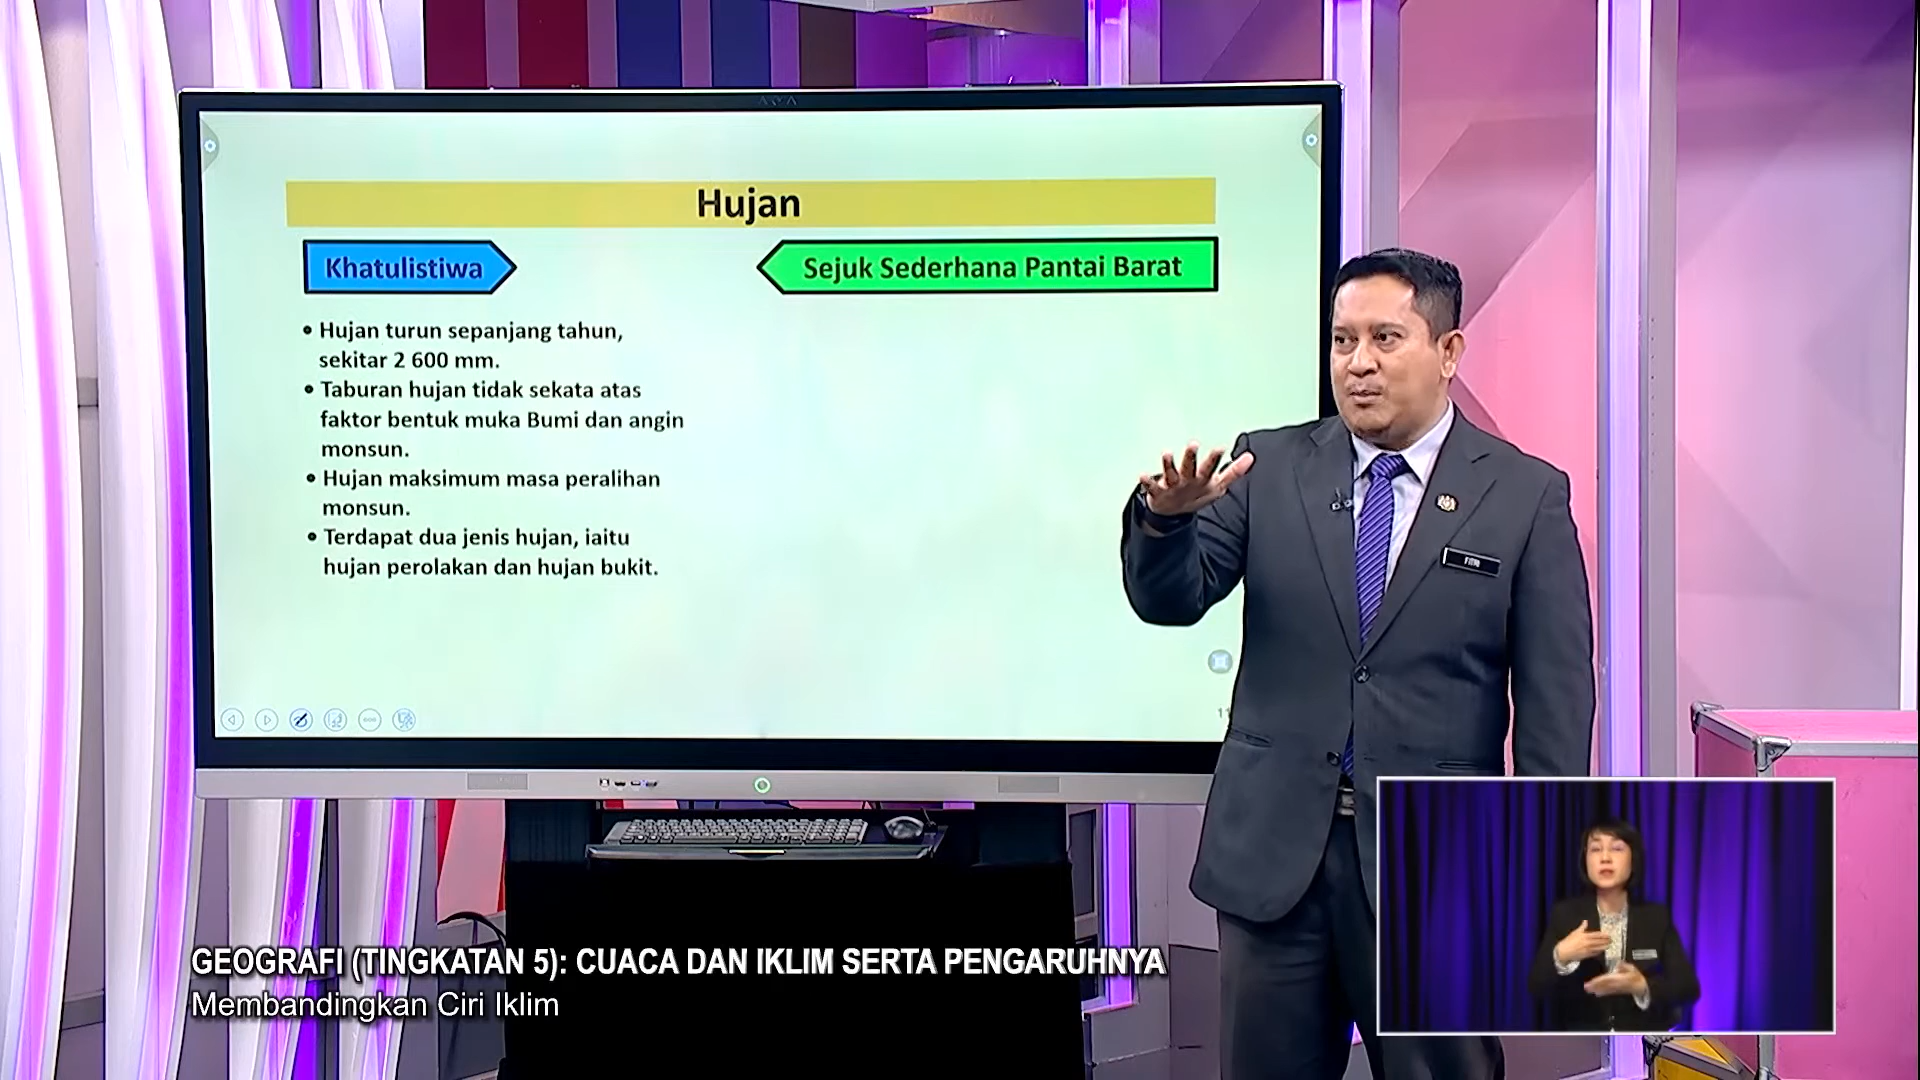 Hujan
Khatulistiwa
Sejuk Sederhana Pantai Barat
• Hujan turun sepanjang tahun,
sekitar 2 600 mm.
• Taburan hujan tidak sekata atas
faktor bentuk muka Bumi dan angin
monsun.
• Hujan maksimum masa peralihan
monsun.
• Terdapat dua jenis hujan, iaitu
hujan perolakan dan hujan bukit.
FITRI
GEOGRAFI (TINGKATAN 5): CUACA DAN IKLIM SERTA PENGARUHNYA
Membandingkan Ciri Iklim